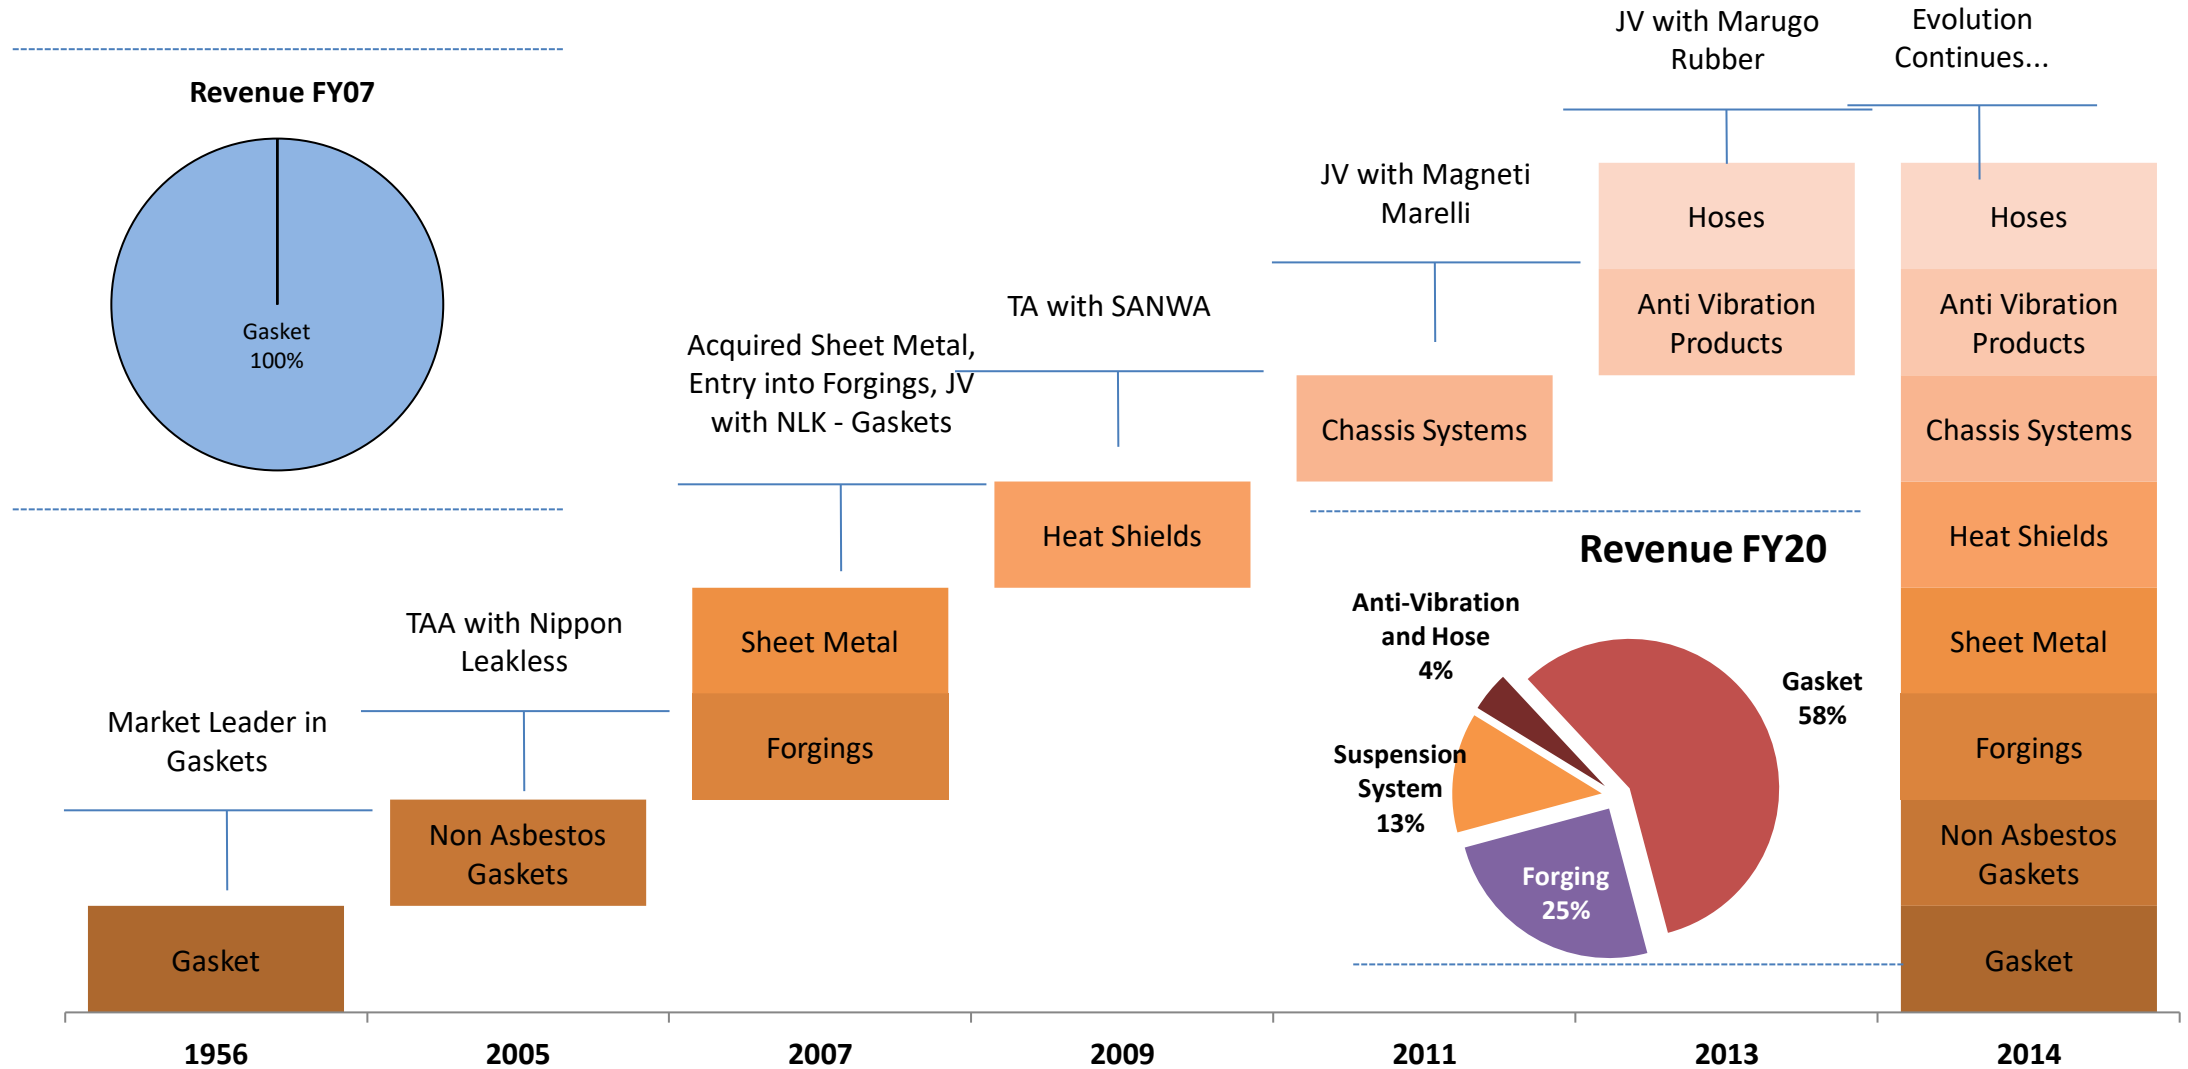 Revenue FY07
Gasket
100%
Market Leader in
Gaskets
Gasket
TAA with Nippon
Leakless
Non Asbestos
Gaskets
Acquired Sheet Metal,
Entry into Forgings, JV
with NLK - Gaskets
Sheet Metal
Forgings
TA with SANWA
Heat Shields
JV with Magneti
Marelli
Chassis Systems
JV with Marugo
Rubber
Hoses
Anti Vibration
Products
Evolution
Continues...
Hoses
Anti Vibration
Products
Chassis Systems
Heat Shields
Sheet Metal
Forgings
Non Asbestos
Gaskets
Gasket
Revenue FY20
Anti-Vibration
and Hose
4%
Gasket
58%
Suspension
System
13%
Forging
25%
1956
2005
2007
2009
2011
2013
2014